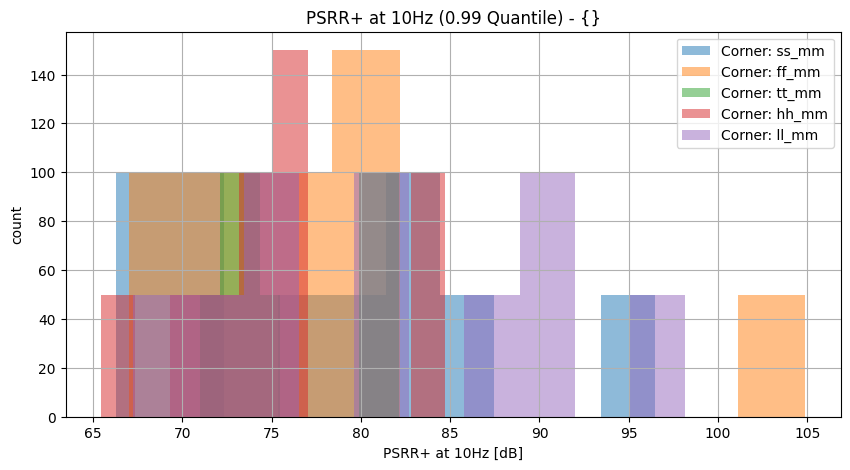 PSRR+ at 10Hz (0.99 Quantile) - {}
Corner: ss_mm
Corner: ff_mm
Corner: tt_mm
Corner: hh_mm
Corner: ll_mm
count
140
120
100
80
60
40
20
0
65 70 75 80 85 90 95 100 105
PSRR+ at 10Hz [dB]